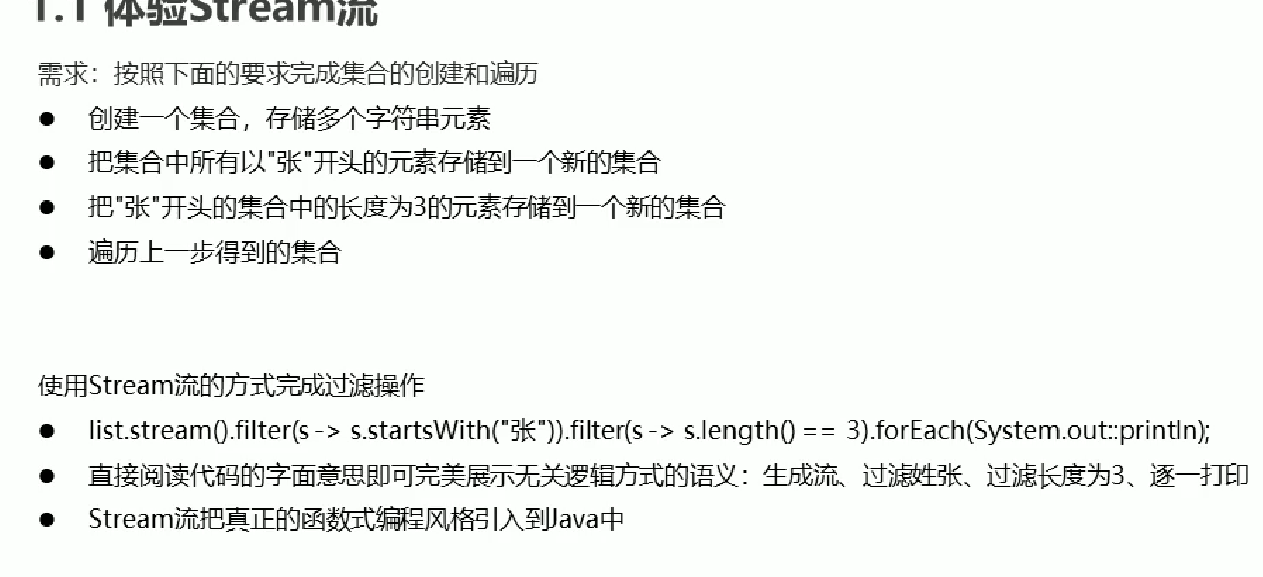 1.1 体验Stream流
需求：按照下面的要求完成集合的创建和遍历
● 创建一个集合，存储多个字符串元素
● 把集合中所有以"张"开头的元素存储到一个新的集合
● 把"张"开头的集合中的长度为3的元素存储到一个新的集合
● 遍历上一步得到的集合
使用Stream流的方式完成过滤操作
● list.stream().filter(s -> s.startsWith("张")).filter(s -> s.length() == 3).forEach(System.out::println);
● 直接阅读代码的字面意思即可完美展示无关逻辑方式的语义：生成流、过滤姓张、过滤长度为3、逐一打印
● Stream流把真正的函数式编程风格引入到Java中